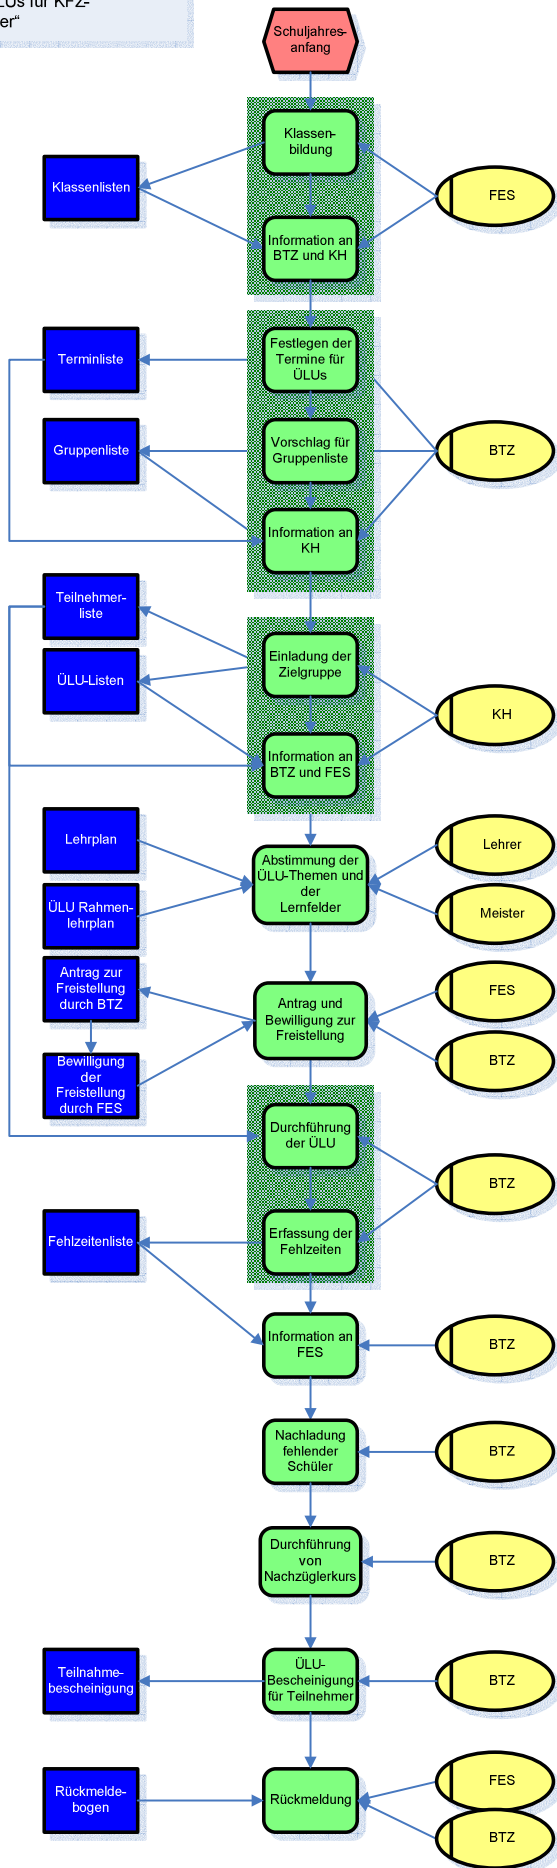 LUs für KFZ-
er“
Schuljahres-
anfang
Klassen-
bildung
Klassenlisten
FES
Information an
BTZ und KH
Festlegen der
Termine für
ÜLUs
Terminliste
Vorschlag für
Gruppenliste
Gruppenliste
BTZ
Information an
KH
Teilnehmer-
liste
Einladung der
Zielgruppe
ÜLU-Listen
KH
Information an
BTZ und FES
Lehrplan
Lehrer
Abstimmung der
ÜLU-Themen und
der
Lernfelder
ÜLU Rahmen-
lehrplan
Meister
Antrag zur
Freistellung
durch BTZ
FES
Antrag und
Bewilligung zur
Freistellung
BTZ
Bewilligung
der
Freistellung
durch FES
Durchführung
der ÜLU
BTZ
Erfassung der
Fehlzeiten
Fehlzeitenliste
Information an
FES
BTZ
Nachladung
fehlender
Schüler
BTZ
Durchführung
von
Nachzüglerkurs
BTZ
ÜLU-
Bescheinigung
für Teilnehmer
Teilnahme-
bescheinigung
BTZ
FES
Rückmelde-
bogen
Rückmeldung
BTZ